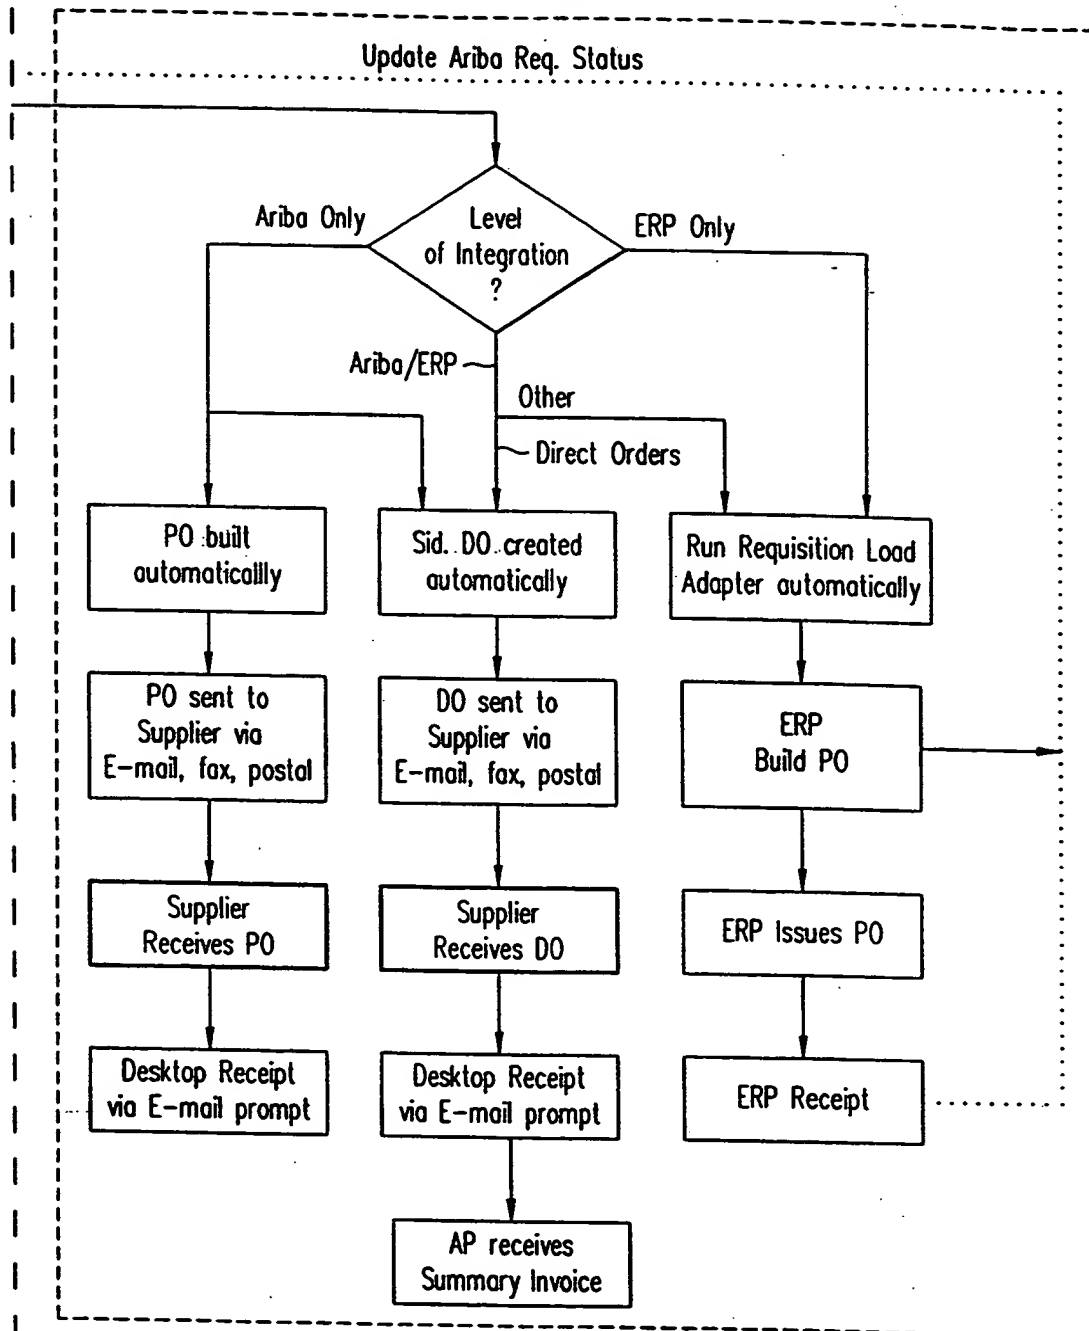 Update Ariba Req. Status
Ariba Only
Level
of Integration
?
ERP Only
Ariba/ERP
Other
Direct Orders
PO built
automaticallly
Sid. DO created
automatically
Run Requisition Load
Adapter automatically
PO sent to
Supplier via
E-mail, fax, postal
DO sent to
Supplier via
E-mail, fax, postal
ERP
Build PO
Supplier
Receives PO
Supplier
Receives DO
ERP Issues PO
Desktop Receipt
via E-mail prompt
Desktop Receipt
via E-mail prompt
ERP Receipt
AP receives
Summary Invoice